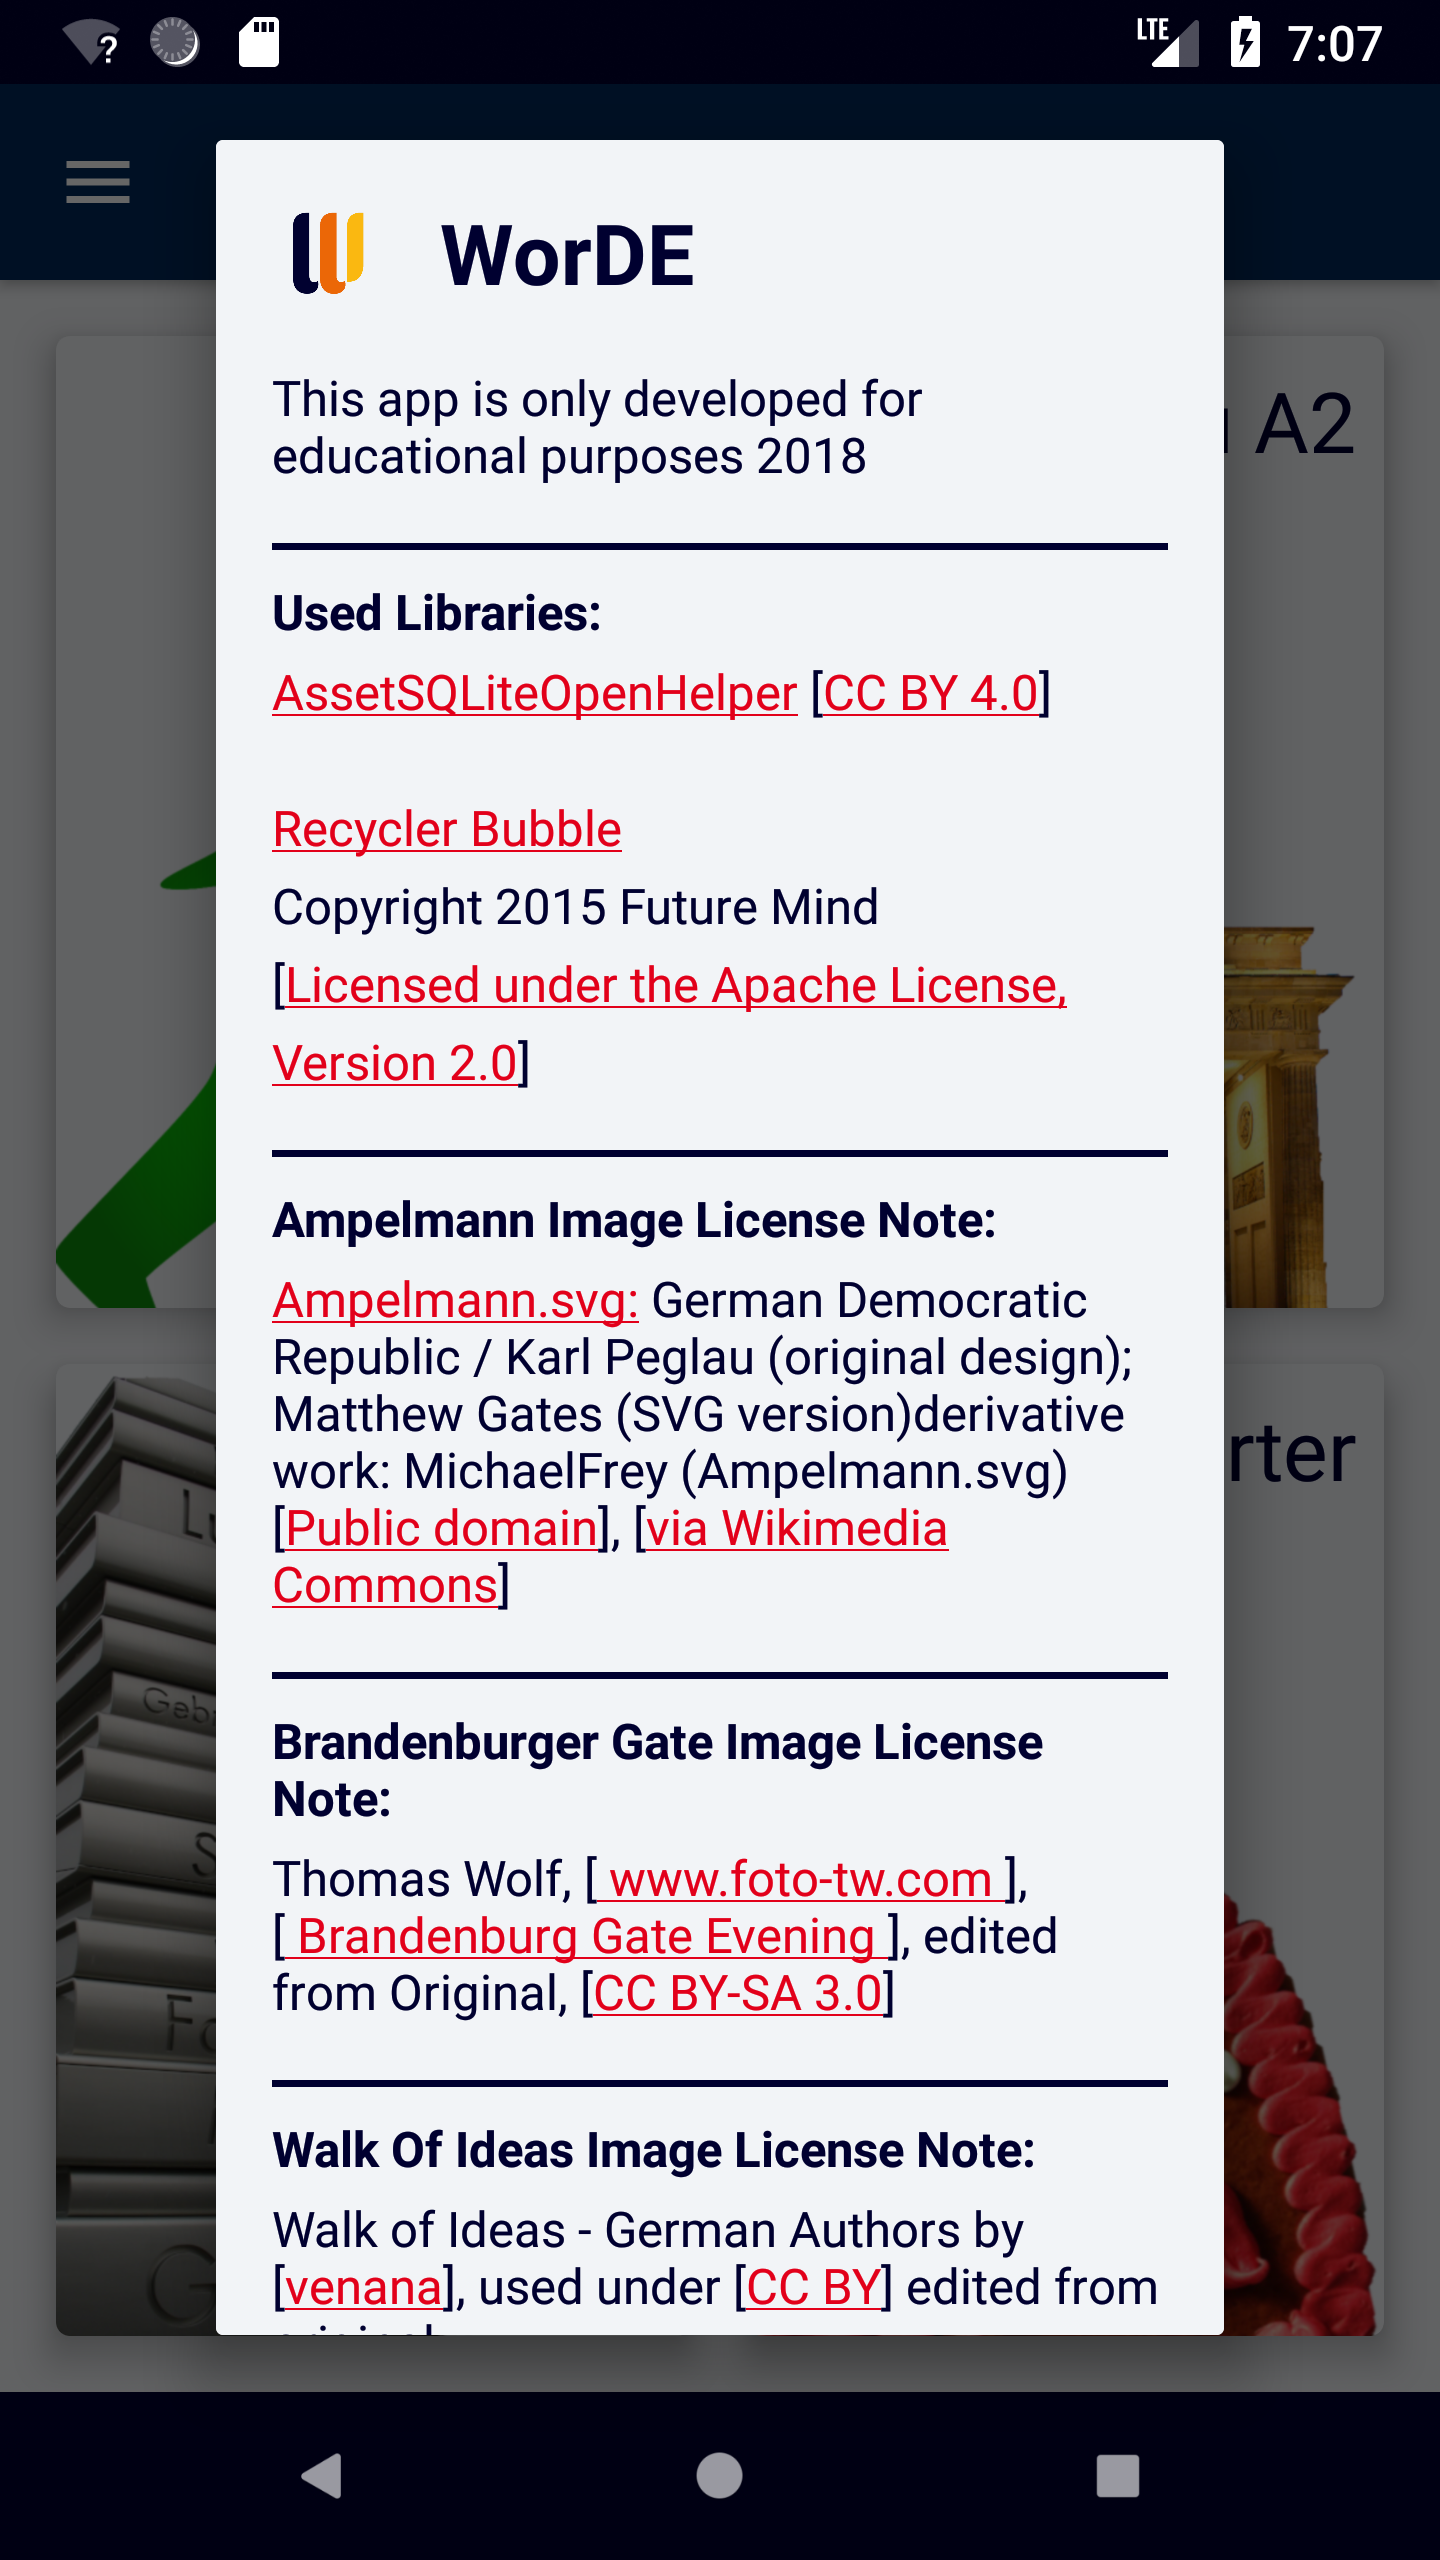 LTE 7:07
WorDE
This app is only developed for
educational purposes 2018
A2
Used Libraries:
AssetSQLiteOpenHelper [CC BY 4.0]
Recycler Bubble
Copyright 2015 Future Mind
[Licensed under the Apache License,
Version 2.0]
Ampelmann Image License Note:
Ampelmann.svg: German Democratic
Republic / Karl Peglau (original design);
Matthew Gates (SVG version)derivative
work: MichaelFrey (Ampelmann.svg)
[Public domain], [via Wikimedia
Commons]
rter
Brandenburger Gate Image License
Note:
Thomas Wolf, [ www.foto-tw.com ],
[ Brandenburg Gate Evening ], edited
from Original, [CC BY-SA 3.0]
Walk Of Ideas Image License Note:
Walk of Ideas - German Authors by
[venana], used under [CC BY] edited from